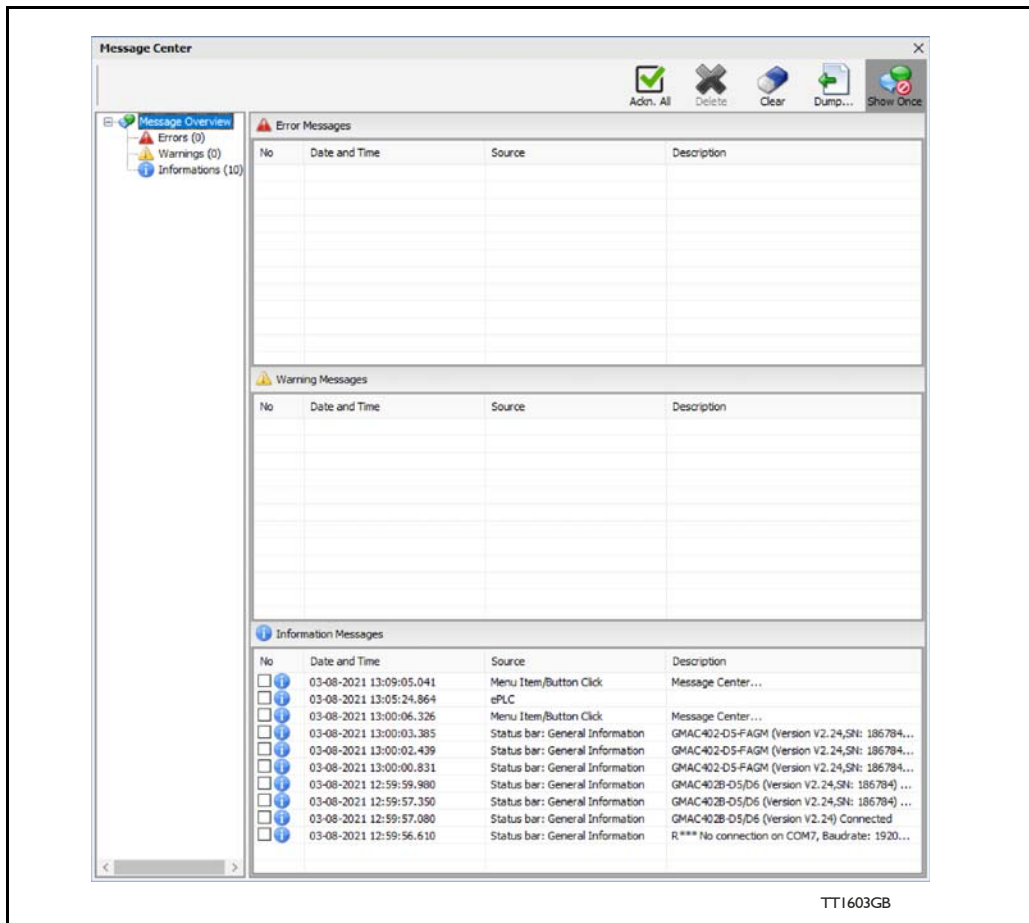 Message Center
Ackn. All
Delete
Clear
Dump...
Show Once
Message Overview
Errors (0)
Warnings (0)
Informations (10)
Error Messages
No Date and Time Source Description
Warning Messages
No Date and Time Source Description
Information Messages
No Date and Time Source Description
03-08-2021 13:09:05.041 Menu Item/Button Click Message Center...
03-08-2021 13:05:24.864 ePLC
03-08-2021 13:00:06.326 Menu Item/Button Click Message Center...
03-08-2021 13:00:03.385 Status bar: General Information GMAC402-D5-FAGM (Version V2.24,SN: 186784...
03-08-2021 13:00:02.439 Status bar: General Information GMAC402-D5-FAGM (Version V2.24,SN: 186784...
03-08-2021 13:00:00.831 Status bar: General Information GMAC402-D5-FAGM (Version V2.24,SN: 186784...
03-08-2021 12:59:59.980 Status bar: General Information GMAC402B-D5/D6 (Version V2.24,SN: 186784) ...
03-08-2021 12:59:57.350 Status bar: General Information GMAC402B-D5/D6 (Version V2.24,SN: 186784) ...
03-08-2021 12:59:57.080 Status bar: General Information GMAC402B-D5/D6 (Version V2.24) Connected
03-08-2021 12:59:56.610 Status bar: General Information R*** No connection on COM7, Baudrate: 1920...
TT1603GB